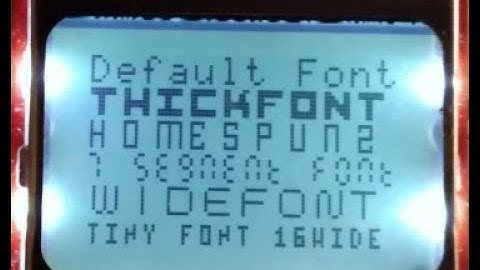 Default Font
THICKFONT
HOMESPUN2
7 SEGMENT FONT
WIDEFONT
TINY FONT 16WIDE